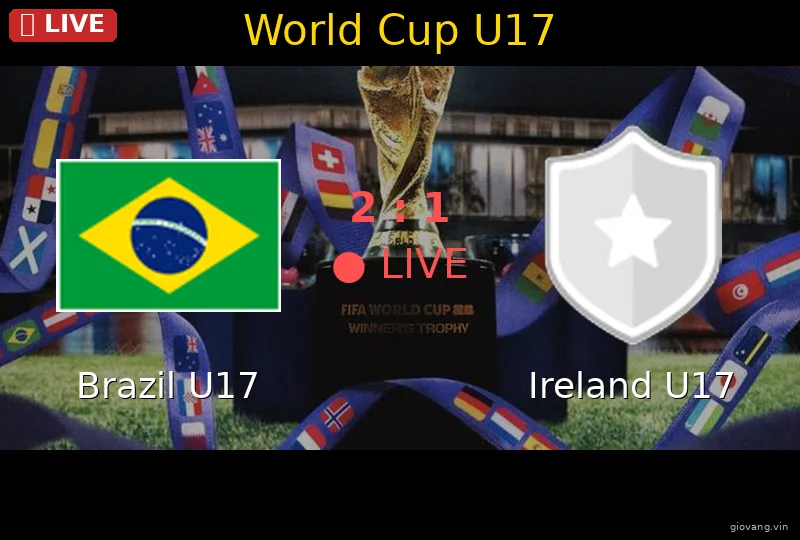 LIVE
World Cup U17
2 : 1
LIVE
FIFA WORLD CUP
WINNER'S TROPHY
Brazil U17
Ireland U17
giovang.vin